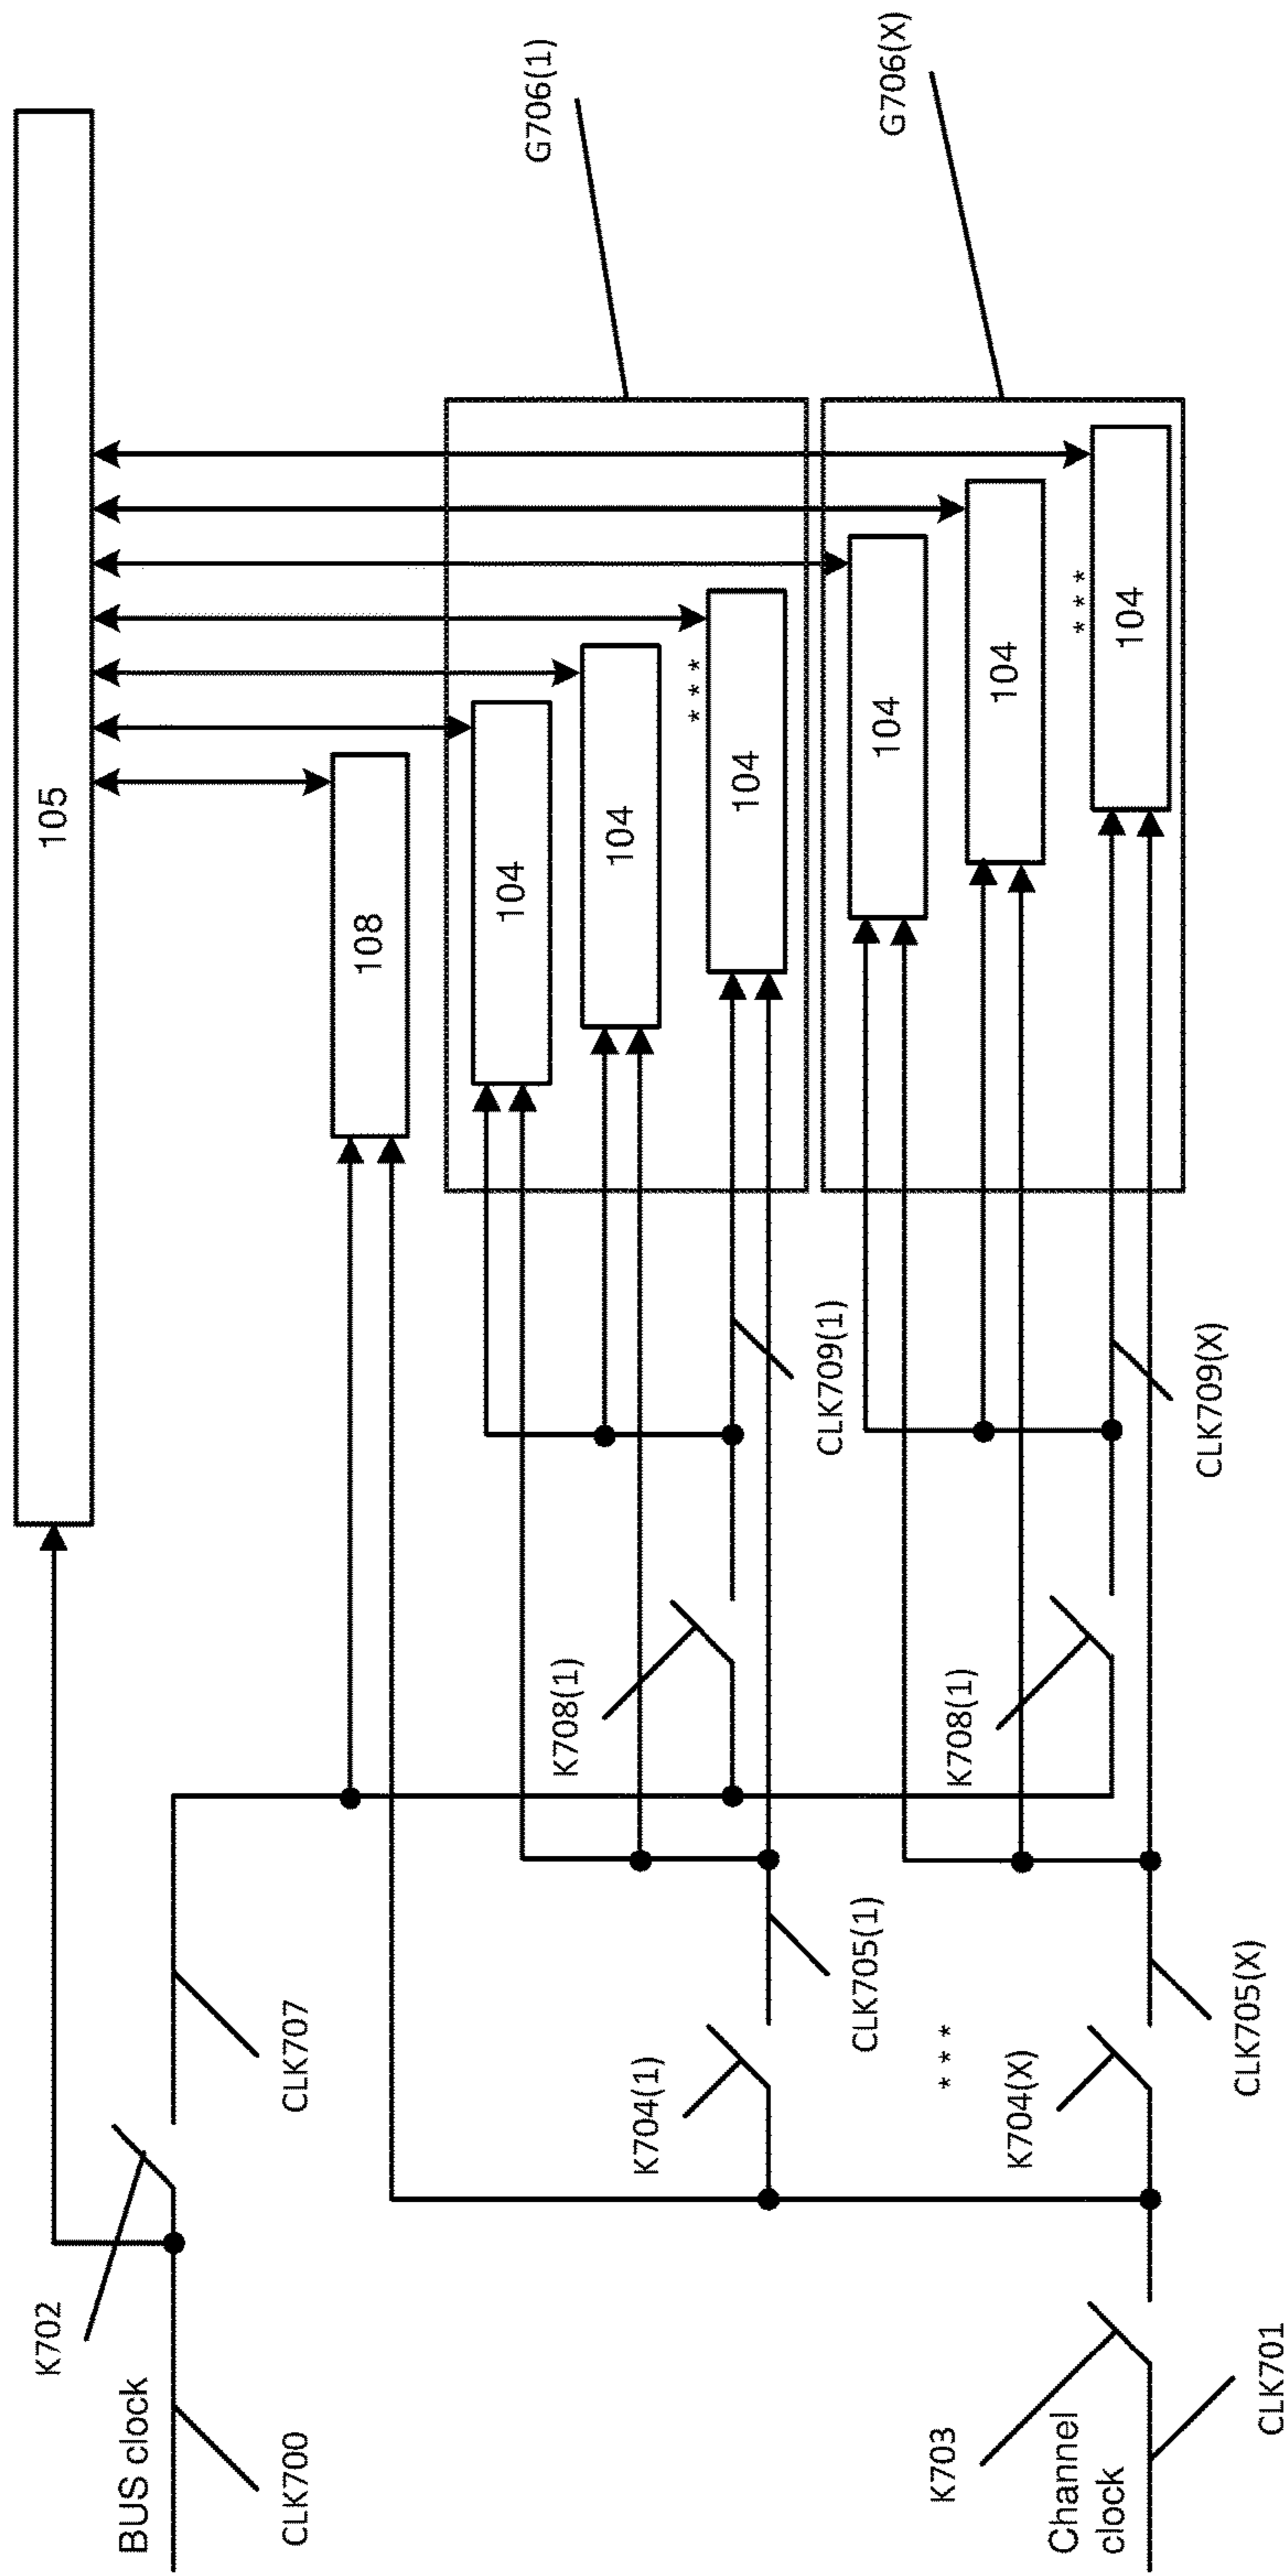 105
108
104
104
* * *
104
104
104
* * *
104
G706(1)
G706(X)
K702
BUS clock
CLK700
CLK707
K708(1)
CLK709(1)
K708(1)
CLK709(X)
K704(1)
CLK705(1)
* * *
K704(X)
CLK705(X)
K703
Channel
clock
CLK701